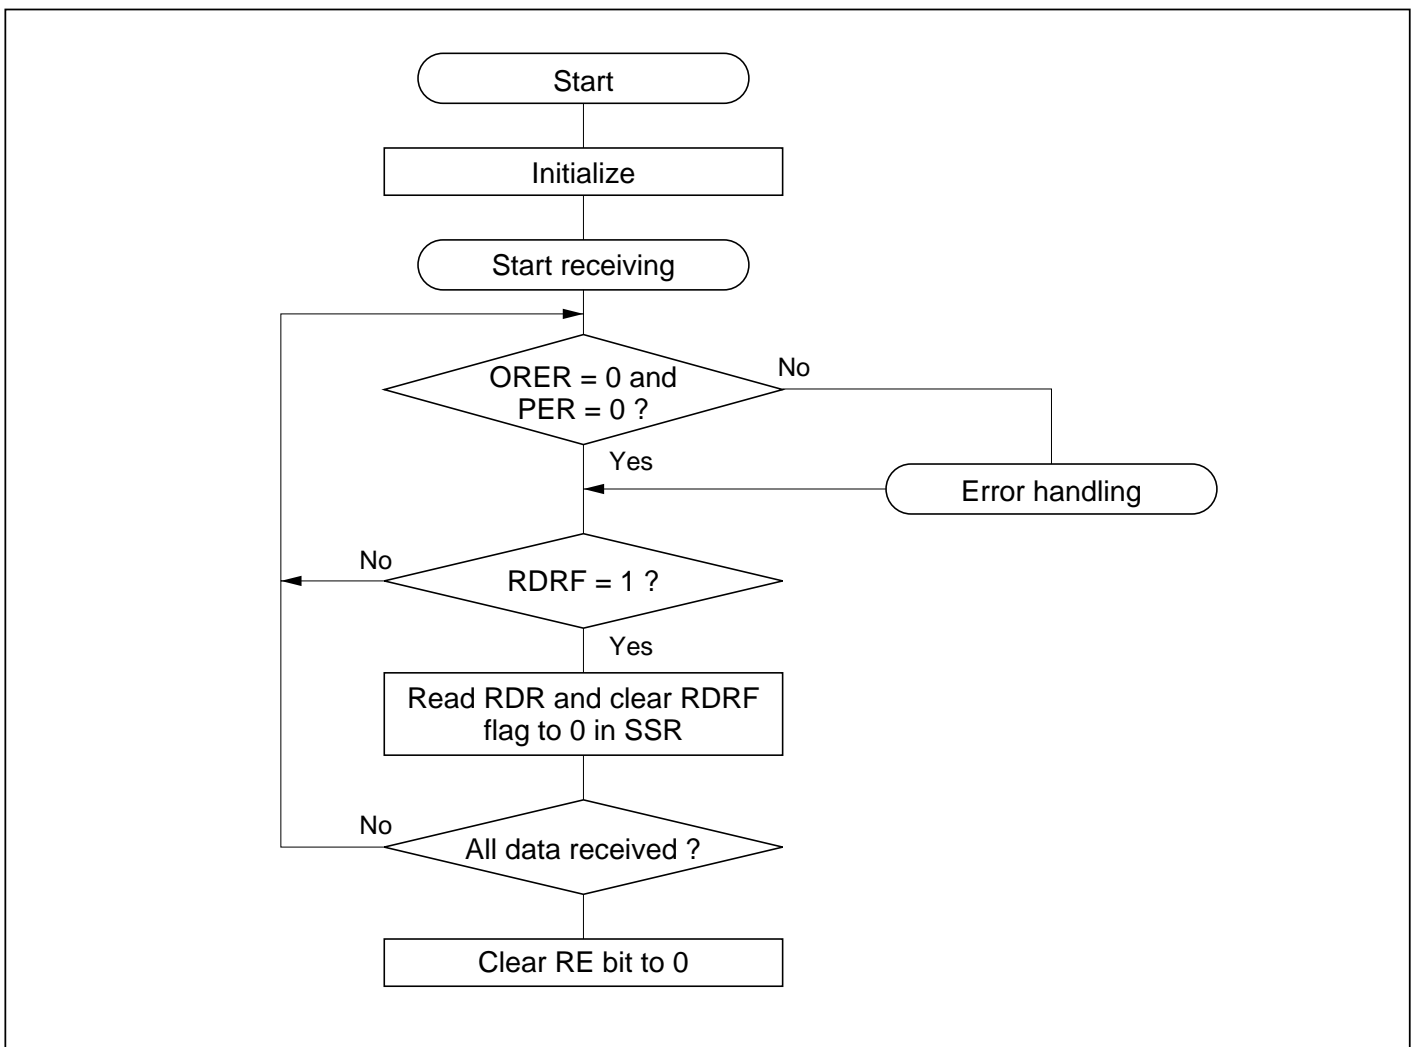 Start
Initialize
Start receiving
ORER = 0 and
PER = 0 ?
No
Yes
Error handling
No
RDRF = 1 ?
Yes
Read RDR and clear RDRF
flag to 0 in SSR
No
All data received ?
Clear RE bit to 0